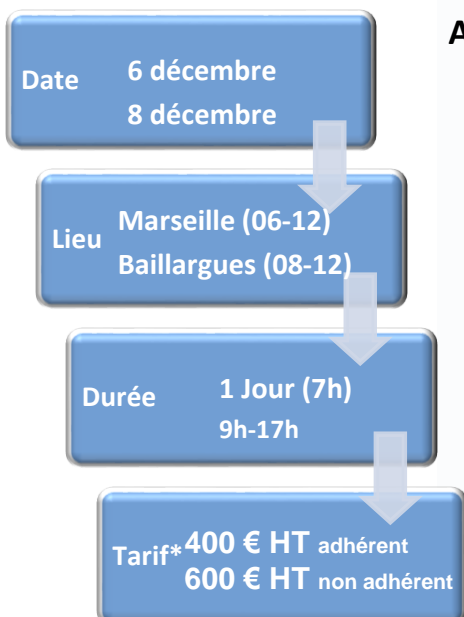 A
Date 6 décembre
8 décembre
Lieu Marseille (06-12)
Baillargues (08-12)
Durée 1 Jour (7h)
9h-17h
Tarif* 400 € HT adhérent
600 € HT non adhérent